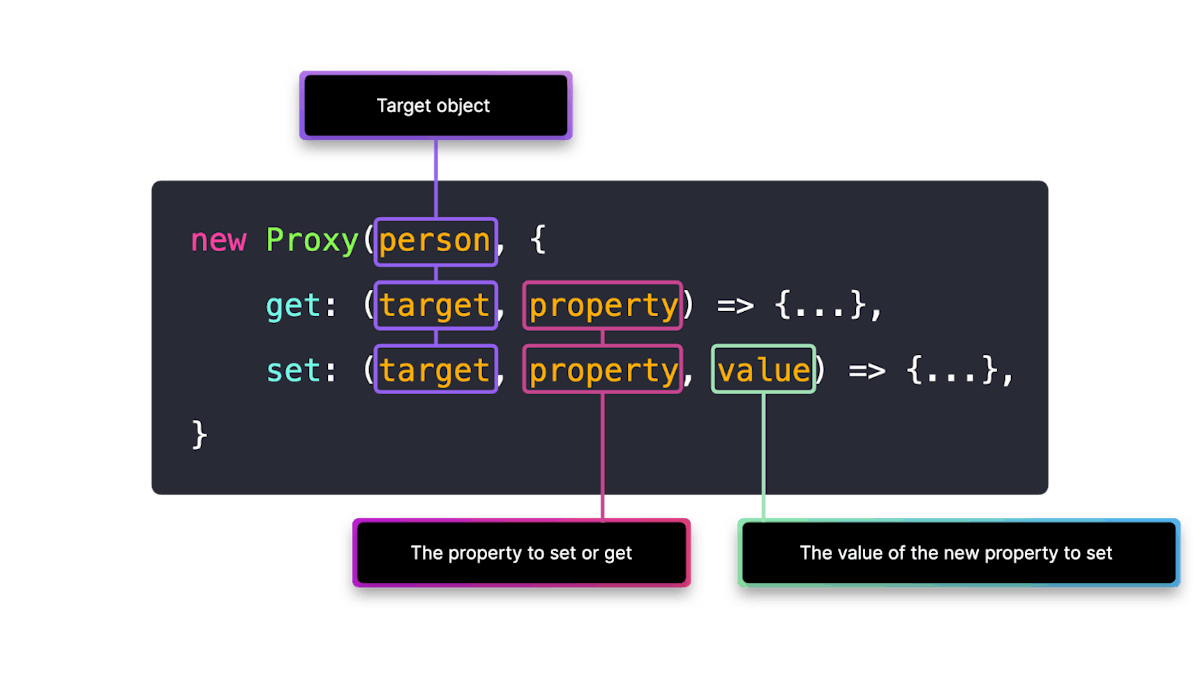 Target object
new Proxy(person, {
get: (target, property) => {...},
set: (target, property, value) => {...},
}
The property to set or get
The value of the new property to set